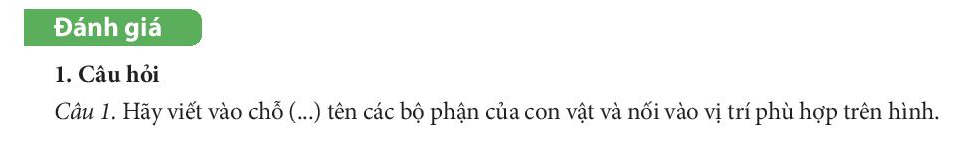 Đánh giá
1. Câu hỏi
Câu 1. Hãy viết vào chỗ (...) tên các bộ phận của con vật và nối vào vị trí phù hợp trên hình.